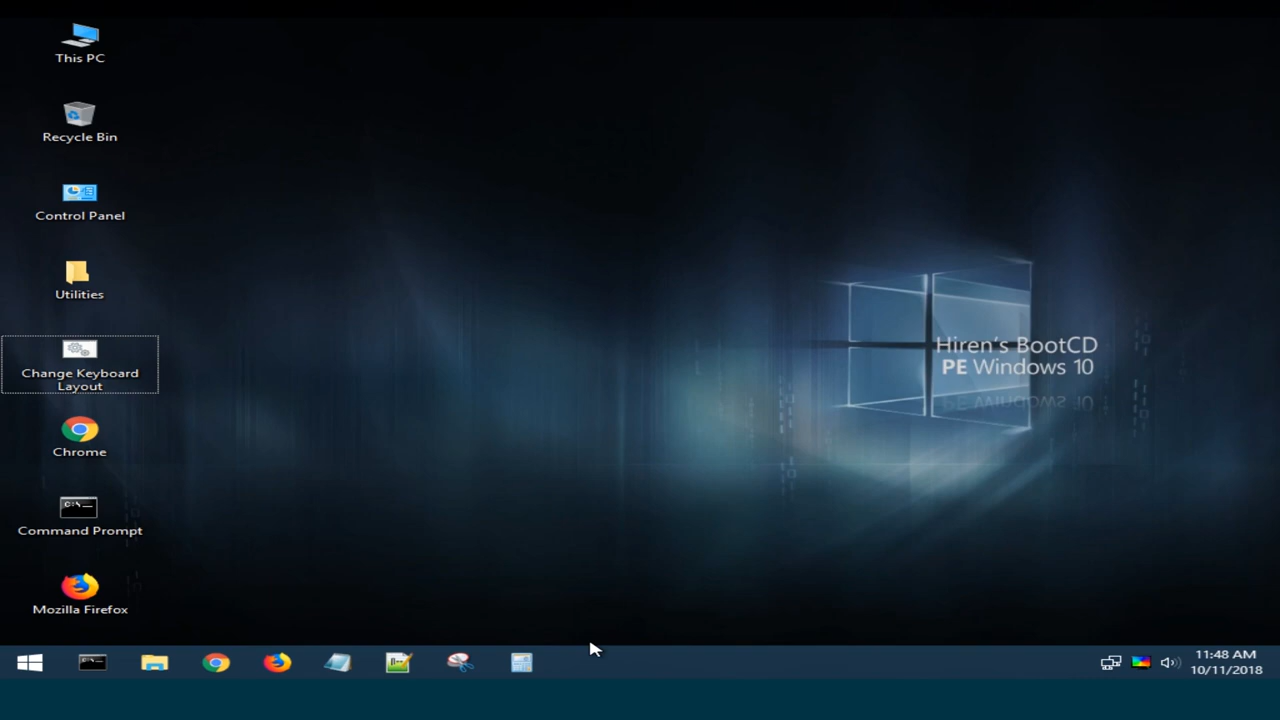 This PC
Recycle Bin
Control Panel
Utilities
Change Keyboard
Layout
Chrome
Command Prompt
Mozilla Firefox
Hiren's BootCD
PE Windows 10
11:48 AM
10/11/2018